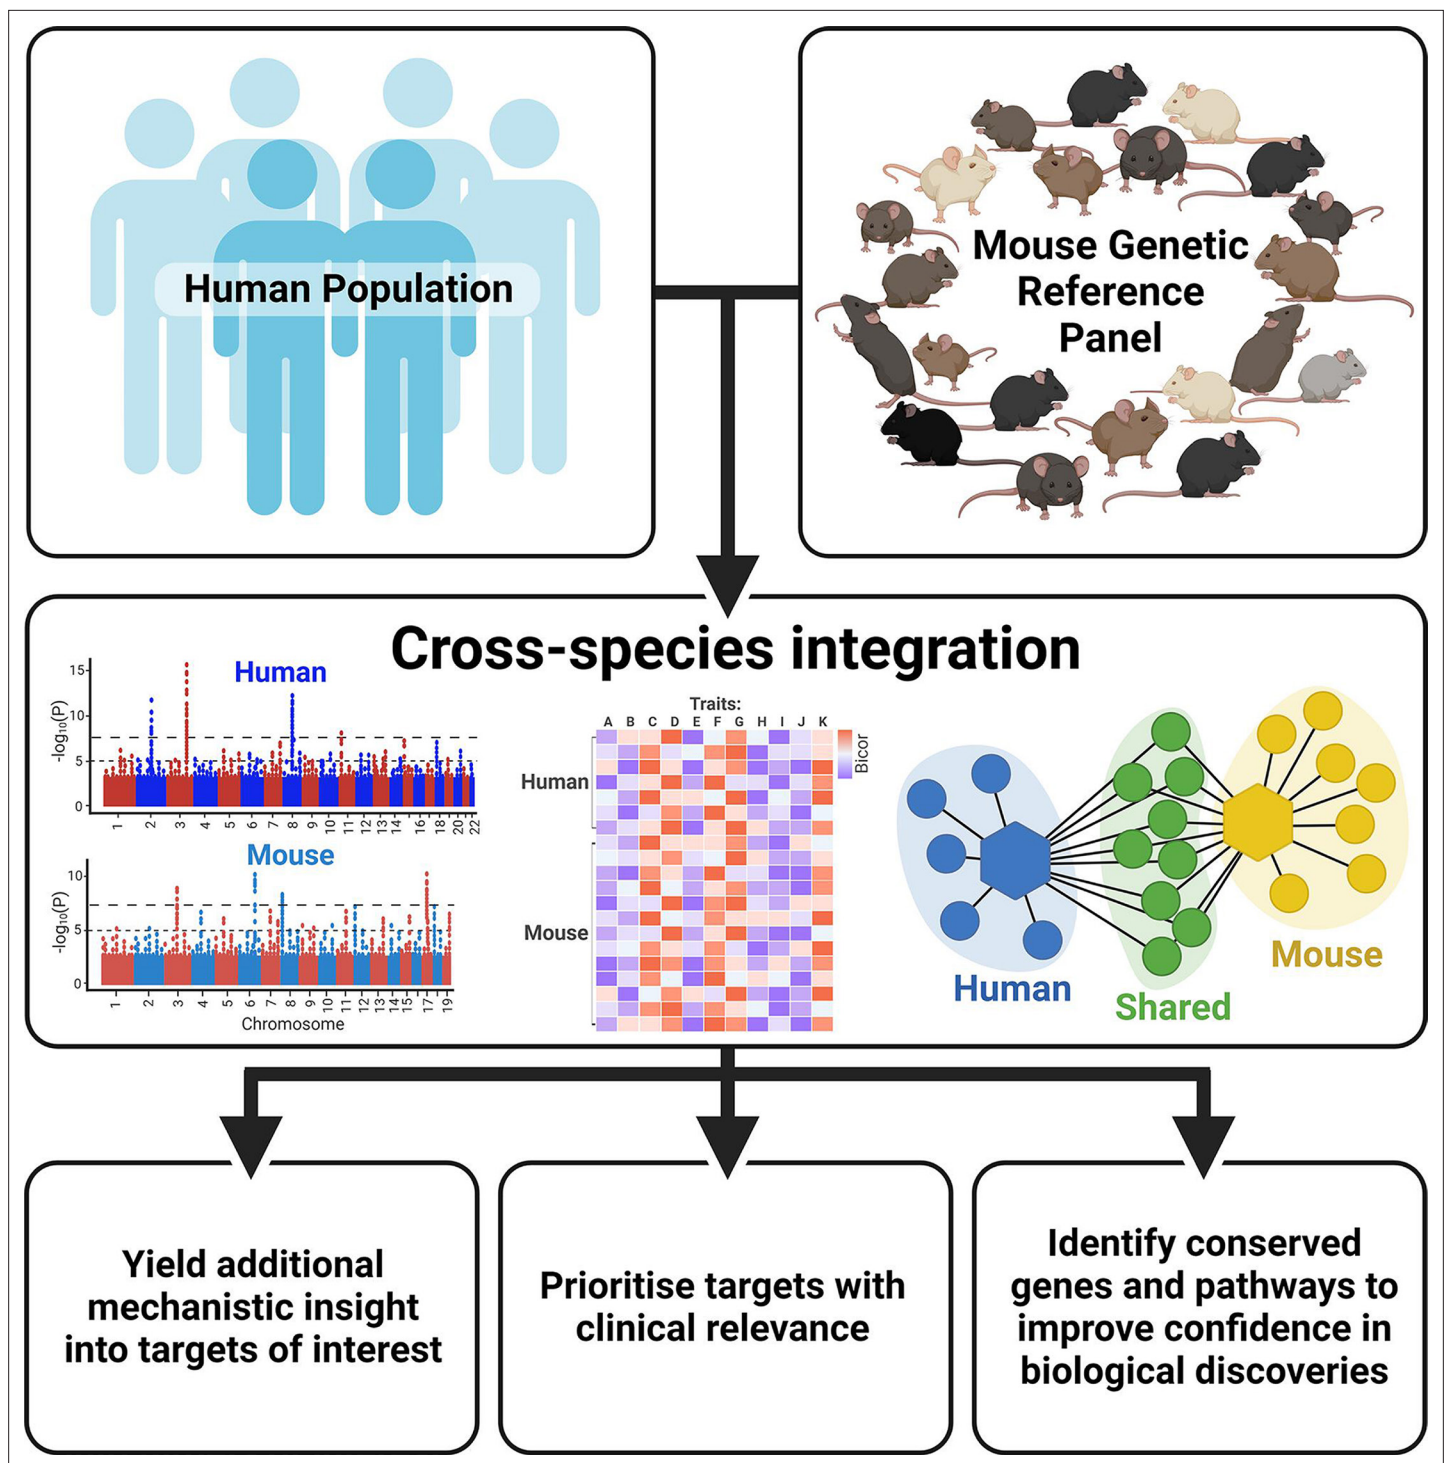 Human Population
Mouse Genetic
Reference
Panel
Cross-species integration
Human
-log₁₀(P)
15
10
5
0
1 2 3 4 5 6 7 8 9 10 11 12 13 14 16 18 20 22
Mouse
-log₁₀(P)
10
5
0
1 2 3 4 5 6 7 8 9 10 11 12 13 14 15 17 19
Chromosome
Traits:
A B C D E F G H I J K
Human
Mouse
Bicor
Human
Shared
Mouse
Yield additional
mechanistic insight
into targets of interest
Prioritise targets with
clinical relevance
Identify conserved
genes and pathways to
improve confidence in
biological discoveries